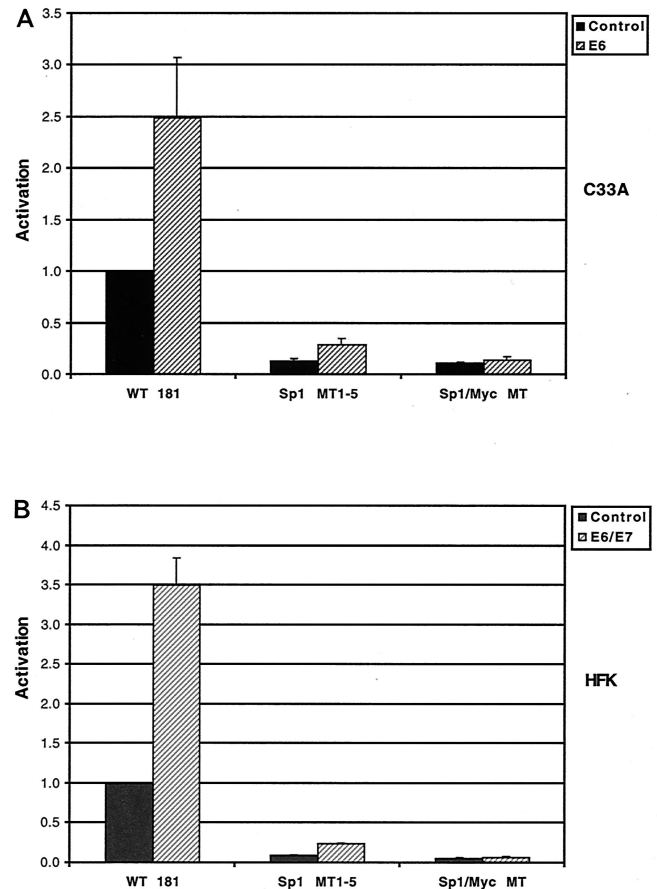 A
3.5
3.0
2.5
2.0
1.5
1.0
0.5
0.0
Activation
WT 181
Sp1 MT1-5
Sp1/Myc MT
Control
E6
C33A
B
4.5
4.0
3.5
3.0
2.5
2.0
1.5
1.0
0.5
0.0
Activation
WT 181
Sp1 MT1-5
Sp1/Myc MT
Control
E6/E7
HFK